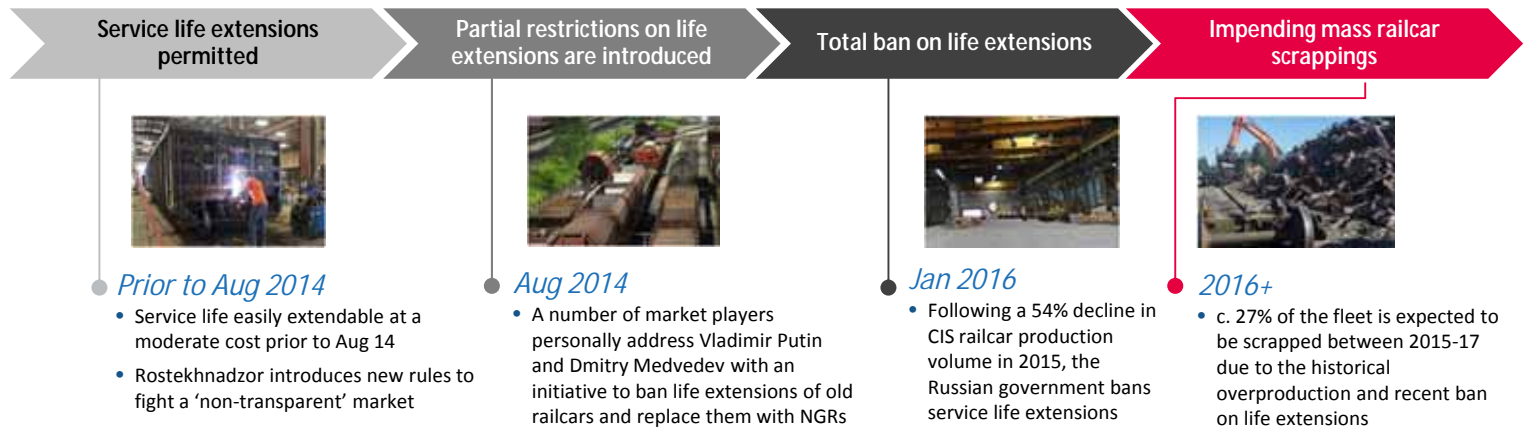 Service life extensions
permitted
Partial restrictions on life
extensions are introduced
Total ban on life extensions
Impending mass railcar
scrappings
Prior to Aug 2014
• Service life easily extendable at a
moderate cost prior to Aug 14
• Rostekhnadzor introduces new rules to
fight a ‘non-transparent’ market
Aug 2014
• A number of market players
personally address Vladimir Putin
and Dmitry Medvedev with an
initiative to ban life extensions of old
railcars and replace them with NGRs
Jan 2016
• Following a 54% decline in
CIS railcar production
volume in 2015, the
Russian government bans
service life extensions
2016+
• c. 27% of the fleet is expected to
be scrapped between 2015-17
due to the historical
overproduction and recent ban
on life extensions